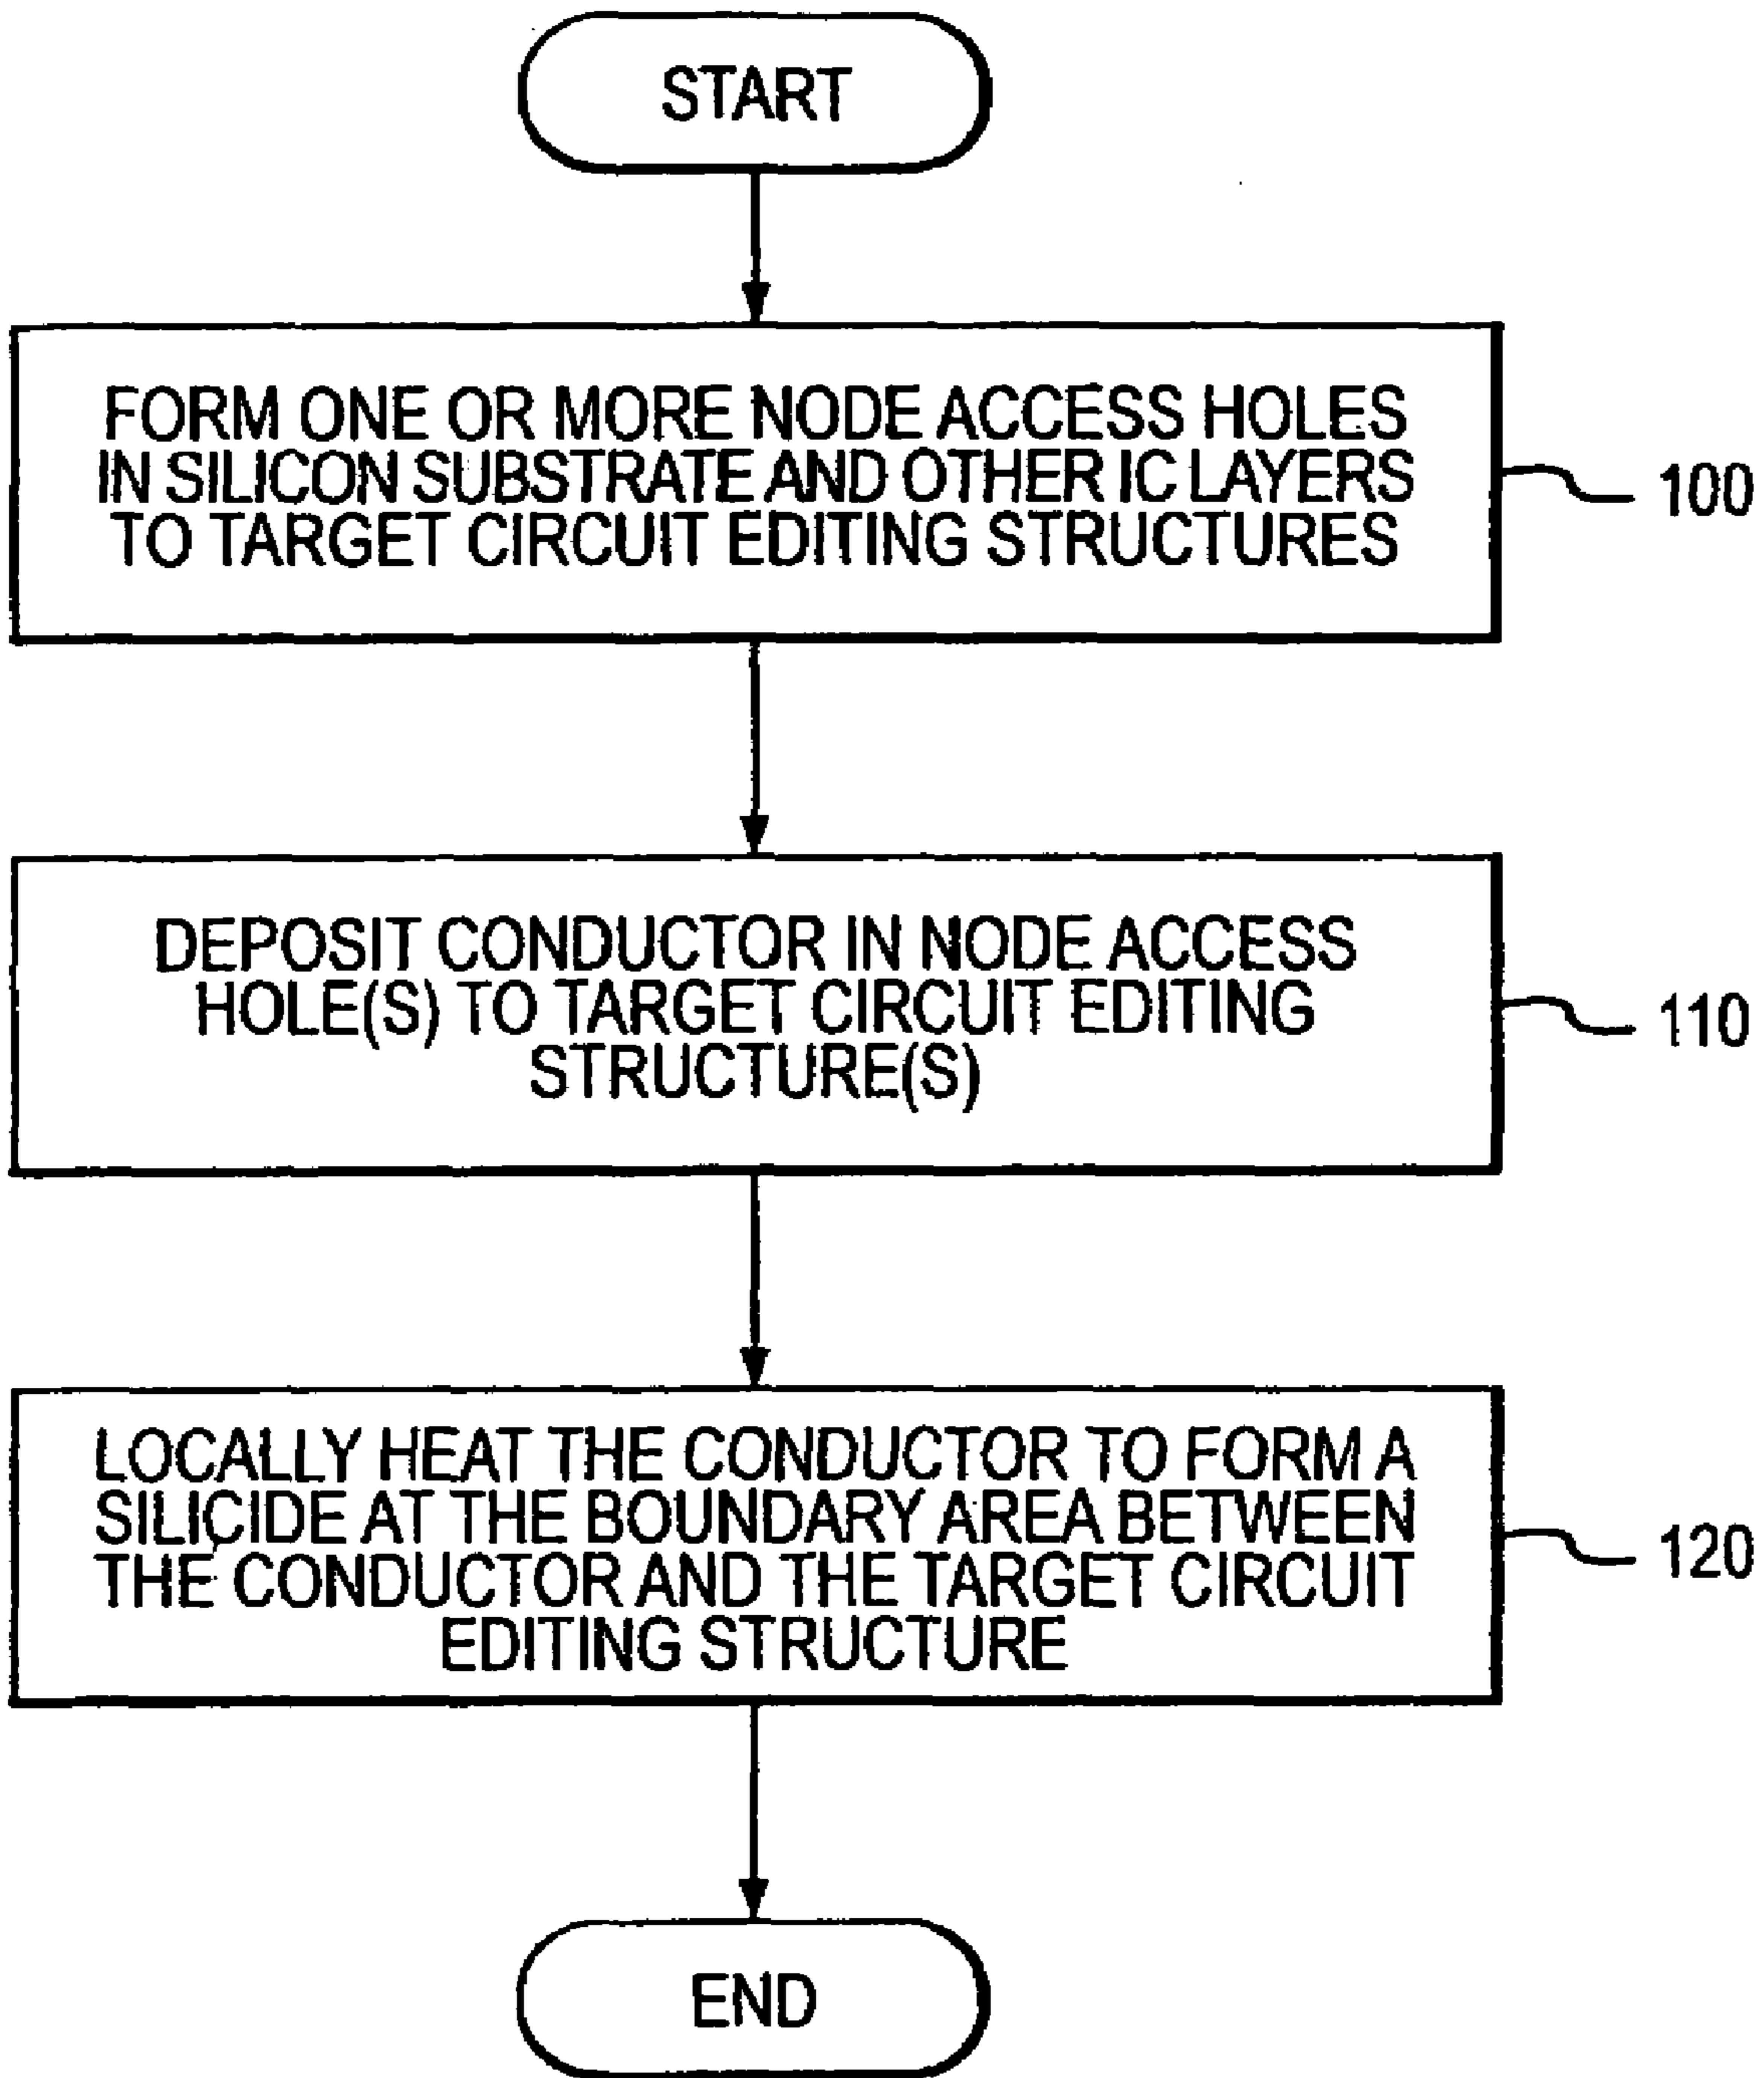 START
FORM ONE OR MORE NODE ACCESS HOLES
IN SILICON SUBSTRATE AND OTHER IC LAYERS
TO TARGET CIRCUIT EDITING STRUCTURES
100
DEPOSIT CONDUCTOR IN NODE ACCESS
HOLE(S) TO TARGET CIRCUIT EDITING
STRUCTURE(S)
110
LOCALLY HEAT THE CONDUCTOR TO FORM A
SILICIDE AT THE BOUNDARY AREA BETWEEN
THE CONDUCTOR AND THE TARGET CIRCUIT
EDITING STRUCTURE
120
END